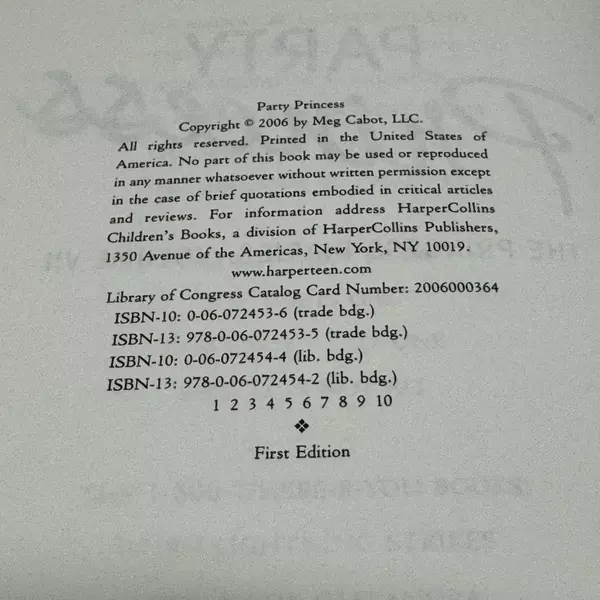 Party Princess
Copyright © 2006 by Meg Cabot, LLC.
All rights reserved. Printed in the United States of
America. No part of this book may be used or reproduced
in any manner whatsoever without written permission except
in the case of brief quotations embodied in critical articles
and reviews. For information address HarperCollins
Children's Books, a division of HarperCollins Publishers,
1350 Avenue of the Americas, New York, NY 10019.
www.harperteen.com
Library of Congress Catalog Card Number: 2006000364
ISBN-10: 0-06-072453-6 (trade bdg.)
ISBN-13: 978-0-06-072453-5 (trade bdg.)
ISBN-10: 0-06-072454-4 (lib. bdg.)
ISBN-13: 978-0-06-072454-2 (lib. bdg.)
1 2 3 4 5 6 7 8 9 10
❖
First Edition